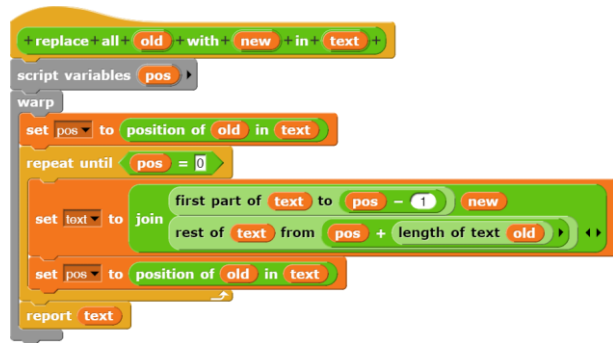 +replace+all+ old +with+ new +in+ text +
script variables pos
warp
set pos to position of old in text
repeat until pos = 0
first part of text to pos - 1 new
set text to join
rest of text from pos + length of text old
set pos to position of old in text
report text